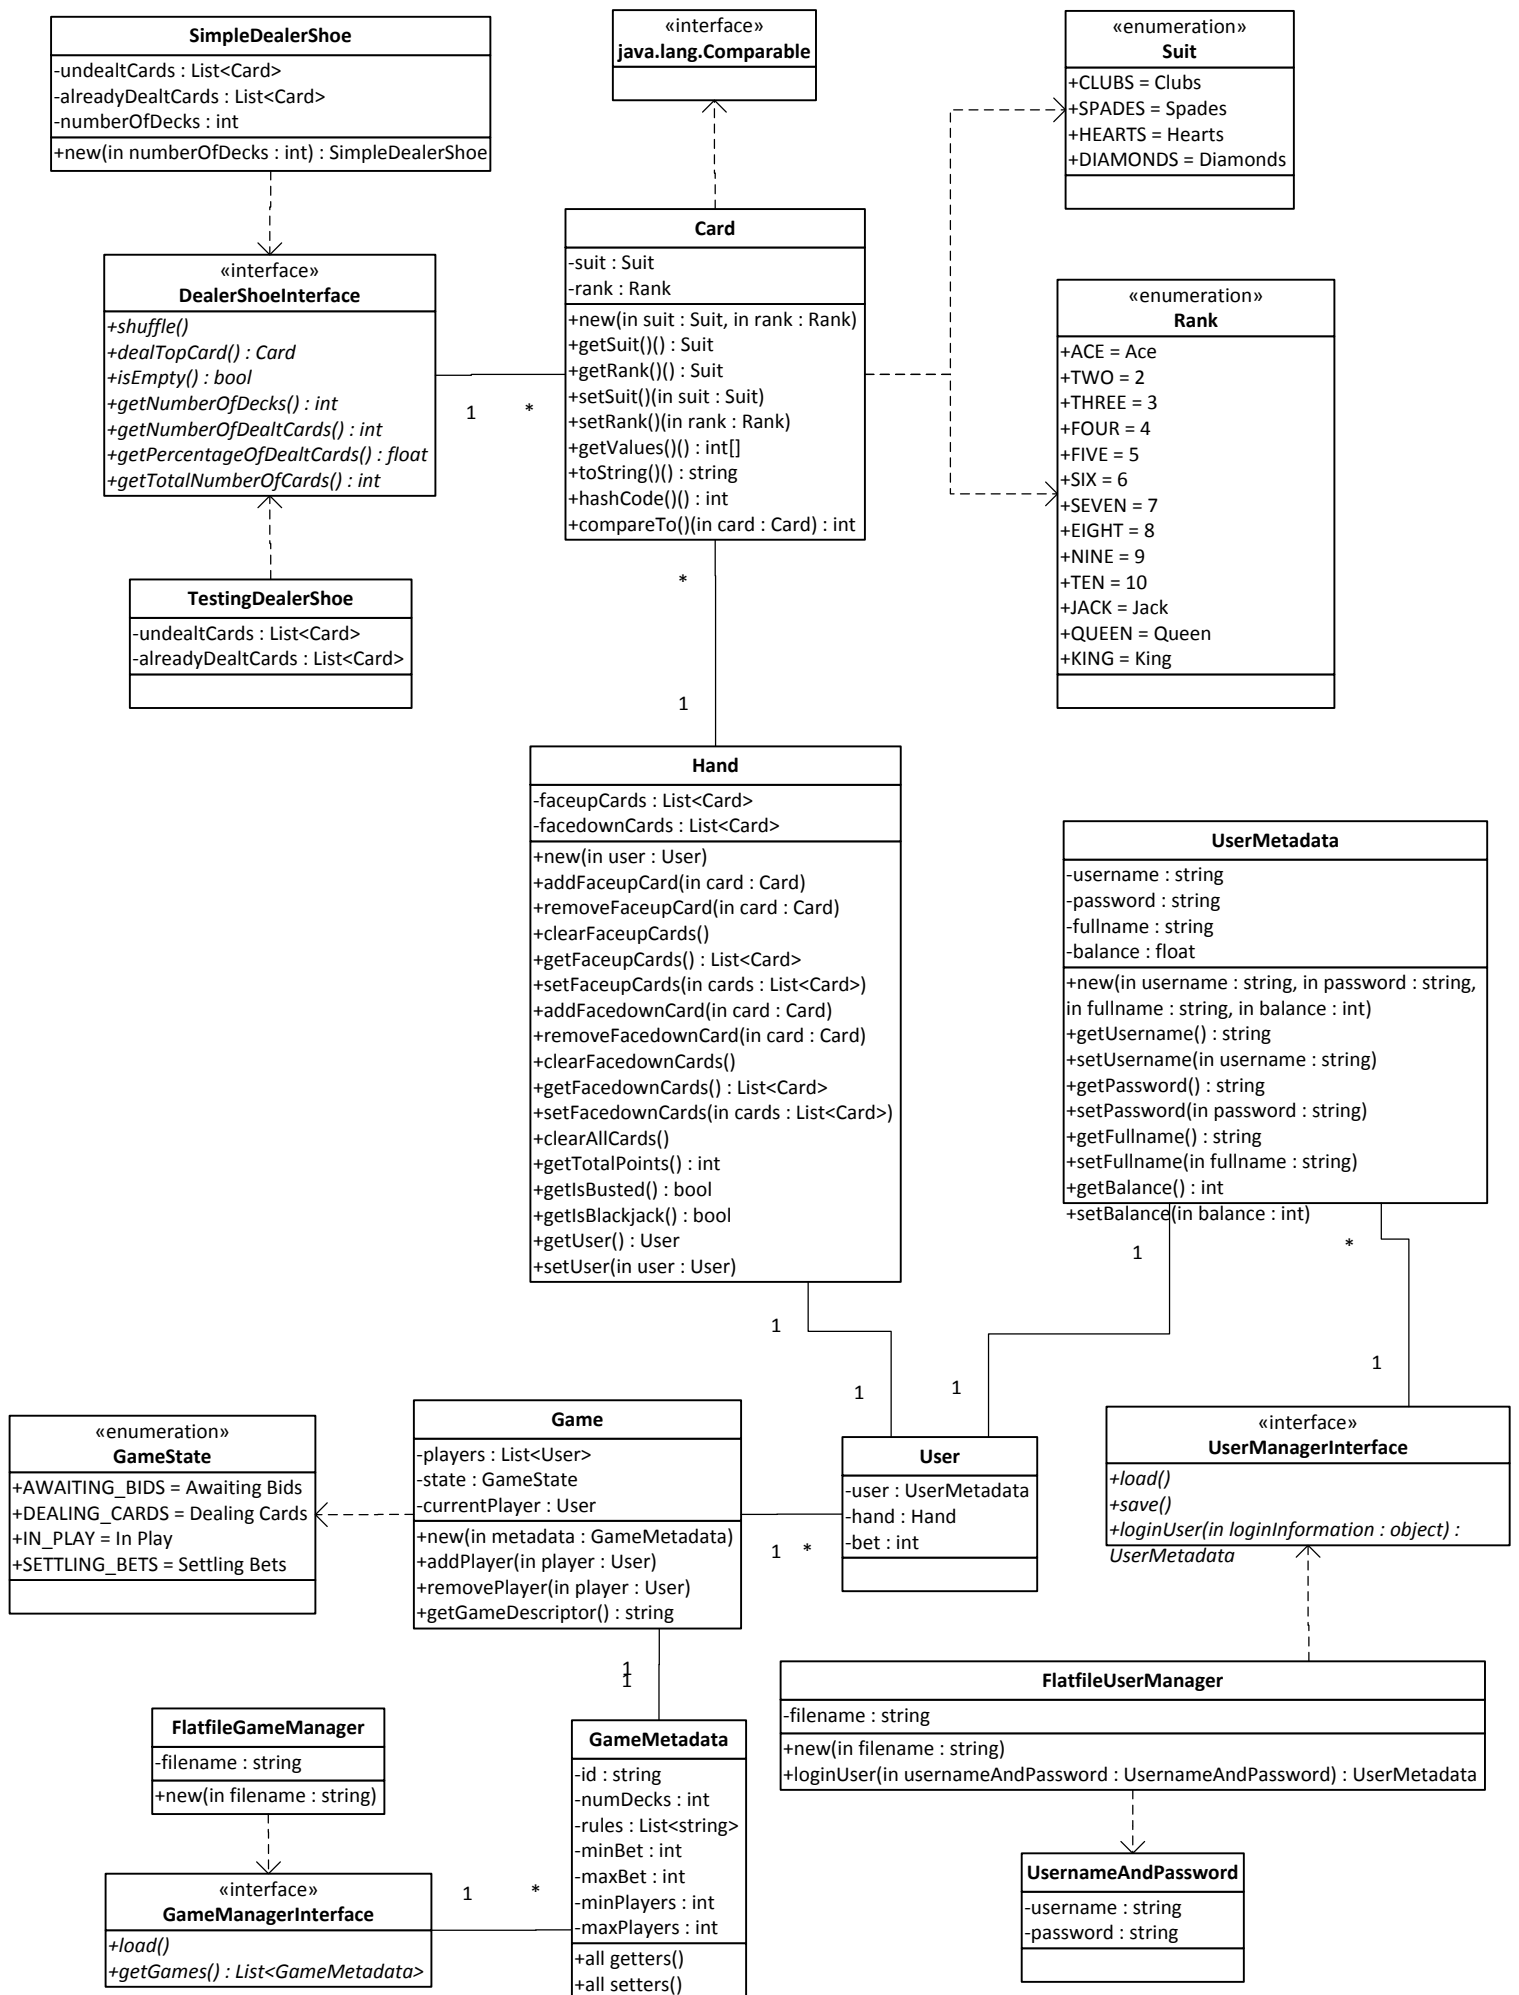 SimpleDealerShoe
-undealtCards : List<Card>
-alreadyDealtCards : List<Card>
-numberOfDecks : int
+new(in numberOfDecks : int) : SimpleDealerShoe
«interface»
java.lang.Comparable
«enumeration»
Suit
+CLUBS = Clubs
+SPADES = Spades
+HEARTS = Hearts
+DIAMONDS = Diamonds
«interface»
DealerShoeInterface
+shuffle()
+dealTopCard() : Card
+isEmpty() : bool
+getNumberOfDecks() : int
+getNumberOfDealtCards() : int
+getPercentageOfDealtCards() : float
+getTotalNumberOfCards() : int
1
*
Card
-suit : Suit
-rank : Rank
+new(in suit : Suit, in rank : Rank)
+getSuit()() : Suit
+getRank()() : Suit
+setSuit()(in suit : Suit)
+setRank()(in rank : Rank)
+getValues()() : int[]
+toString()() : string
+hashCode()() : int
+compareTo()(in card : Card) : int
«enumeration»
Rank
+ACE = Ace
+TWO = 2
+THREE = 3
+FOUR = 4
+FIVE = 5
+SIX = 6
+SEVEN = 7
+EIGHT = 8
+NINE = 9
+TEN = 10
+JACK = Jack
+QUEEN = Queen
+KING = King
TestingDealerShoe
-undealtCards : List<Card>
-alreadyDealtCards : List<Card>
*
1
Hand
-faceupCards : List<Card>
-facedownCards : List<Card>
+new(in user : User)
+addFaceupCard(in card : Card)
+removeFaceupCard(in card : Card)
+clearFaceupCards()
+getFaceupCards() : List<Card>
+setFaceupCards(in cards : List<Card>)
+addFacedownCard(in card : Card)
+removeFacedownCard(in card : Card)
+clearFacedownCards()
+getFacedownCards() : List<Card>
+setFacedownCards(in cards : List<Card>)
+clearAllCards()
+getTotalPoints() : int
+getIsBusted() : bool
+getIsBlackjack() : bool
+getUser() : User
+setUser(in user : User)
UserMetadata
-username : string
-password : string
-fullname : string
-balance : float
+new(in username : string, in password : string,
in fullname : string, in balance : int)
+getUsername() : string
+setUsername(in username : string)
+getPassword() : string
+setPassword(in password : string)
+getFullname() : string
+setFullname(in fullname : string)
+getBalance() : int
+setBalance(in balance : int)
1
*
1
1
1
1
«enumeration»
GameState
+AWAITING_BIDS = Awaiting Bids
+DEALING_CARDS = Dealing Cards
+IN_PLAY = In Play
+SETTLING_BETS = Settling Bets
Game
-players : List<User>
-state : GameState
-currentPlayer : User
+new(in metadata : GameMetadata)
+addPlayer(in player : User)
+removePlayer(in player : User)
+getGameDescriptor() : string
1
*
User
-user : UserMetadata
-hand : Hand
-bet : int
«interface»
UserManagerInterface
+load()
+save()
+loginUser(in loginInformation : object) :
UserMetadata
1
1
FlatfileUserManager
-filename : string
+new(in filename : string)
+loginUser(in usernameAndPassword : UsernameAndPassword) : UserMetadata
FlatfileGameManager
-filename : string
+new(in filename : string)
GameMetadata
-id : string
-numDecks : int
-rules : List<string>
-minBet : int
-maxBet : int
-minPlayers : int
-maxPlayers : int
+all getters()
+all setters()
«interface»
GameManagerInterface
+load()
+getGames() : List<GameMetadata>
1
*
UsernameAndPassword
-username : string
-password : string